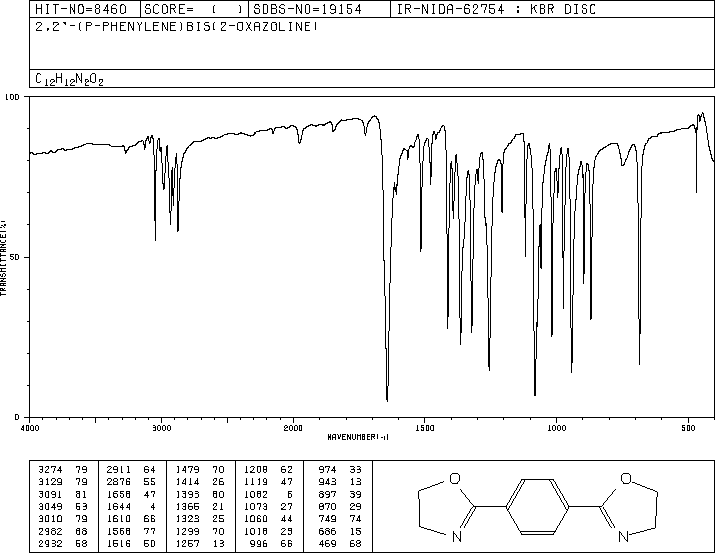 HIT-NO=8460 SCORE= ( ) SDBS-NO=19154 IR-NIDA-62754 : KBR DISC
2,2'-(P-PHENYLENE)BIS(2-OXAZOLINE)
C12H12N2O2
100
50
0
TRANSMITTANCE(%)
4000 3000 2000 1500 1000 500
WAVENUMBER(-1)
3274 79 2911 64 1479 70 1208 62 974 33
3129 79 2876 55 1414 26 1119 47 943 13
3091 81 1658 47 1393 60 1082 6 897 39
3049 53 1644 4 1366 21 1073 27 870 29
3010 79 1610 66 1323 25 1060 44 749 74
2982 68 1568 77 1299 70 1018 23 686 15
2932 58 1516 50 1257 13 996 66 469 68
O O
N N